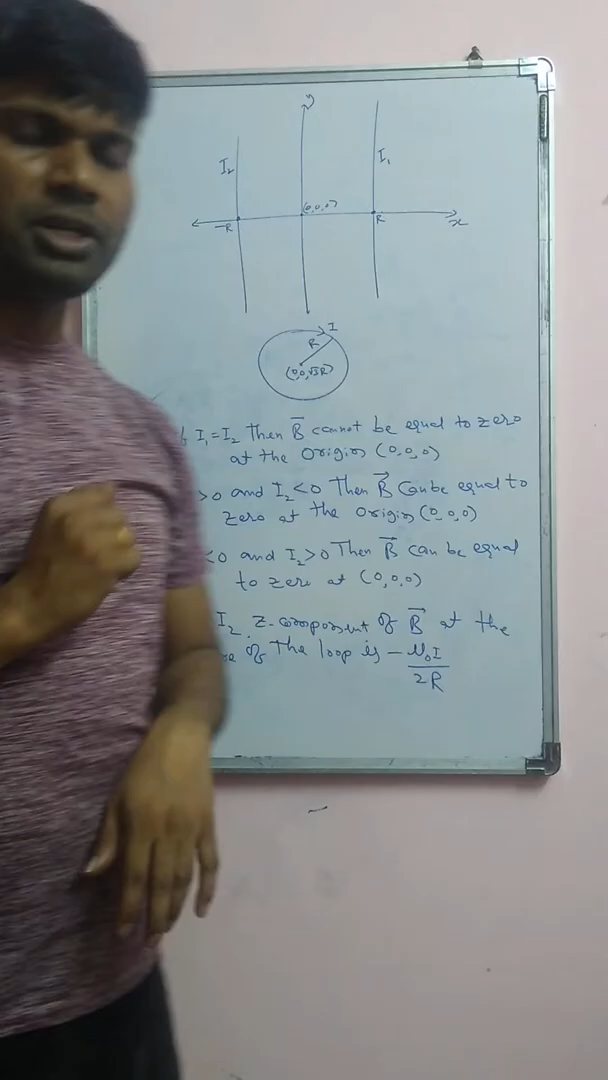 y
I₂
I₁
(0,0,0)
-R
R
x
I
R
(0,0,√3R)
I₁=I₂ Then B⃗ cannot be equal to zero
at the Origin (0,0,0)
>0 and I₂<0 Then B⃗ Can be equal to
zero at the Origin (0,0,0)
<0 and I₂>0 Then B⃗ can be equal
to zero at (0,0,0)
I₂ z-component of B⃗ at the
of The loop is -μ₀I
2R